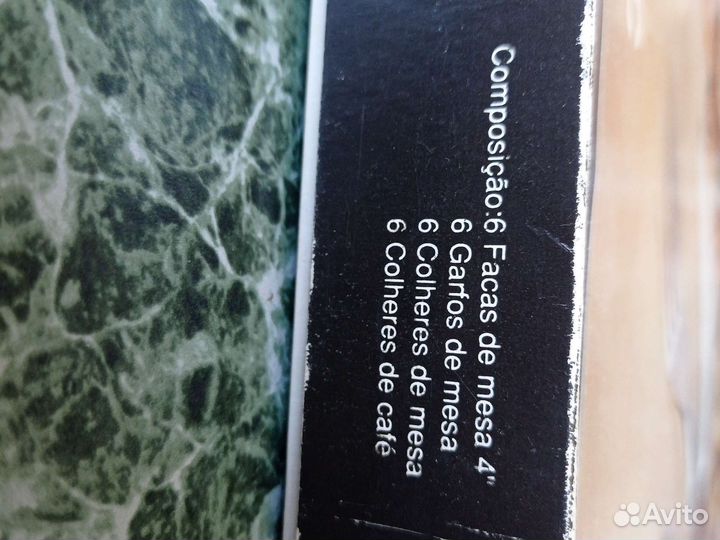 Composição:6 Facas de mesa 4"
6 Garfos de mesa
6 Colheres de mesa
6 Colheres de café
Avito